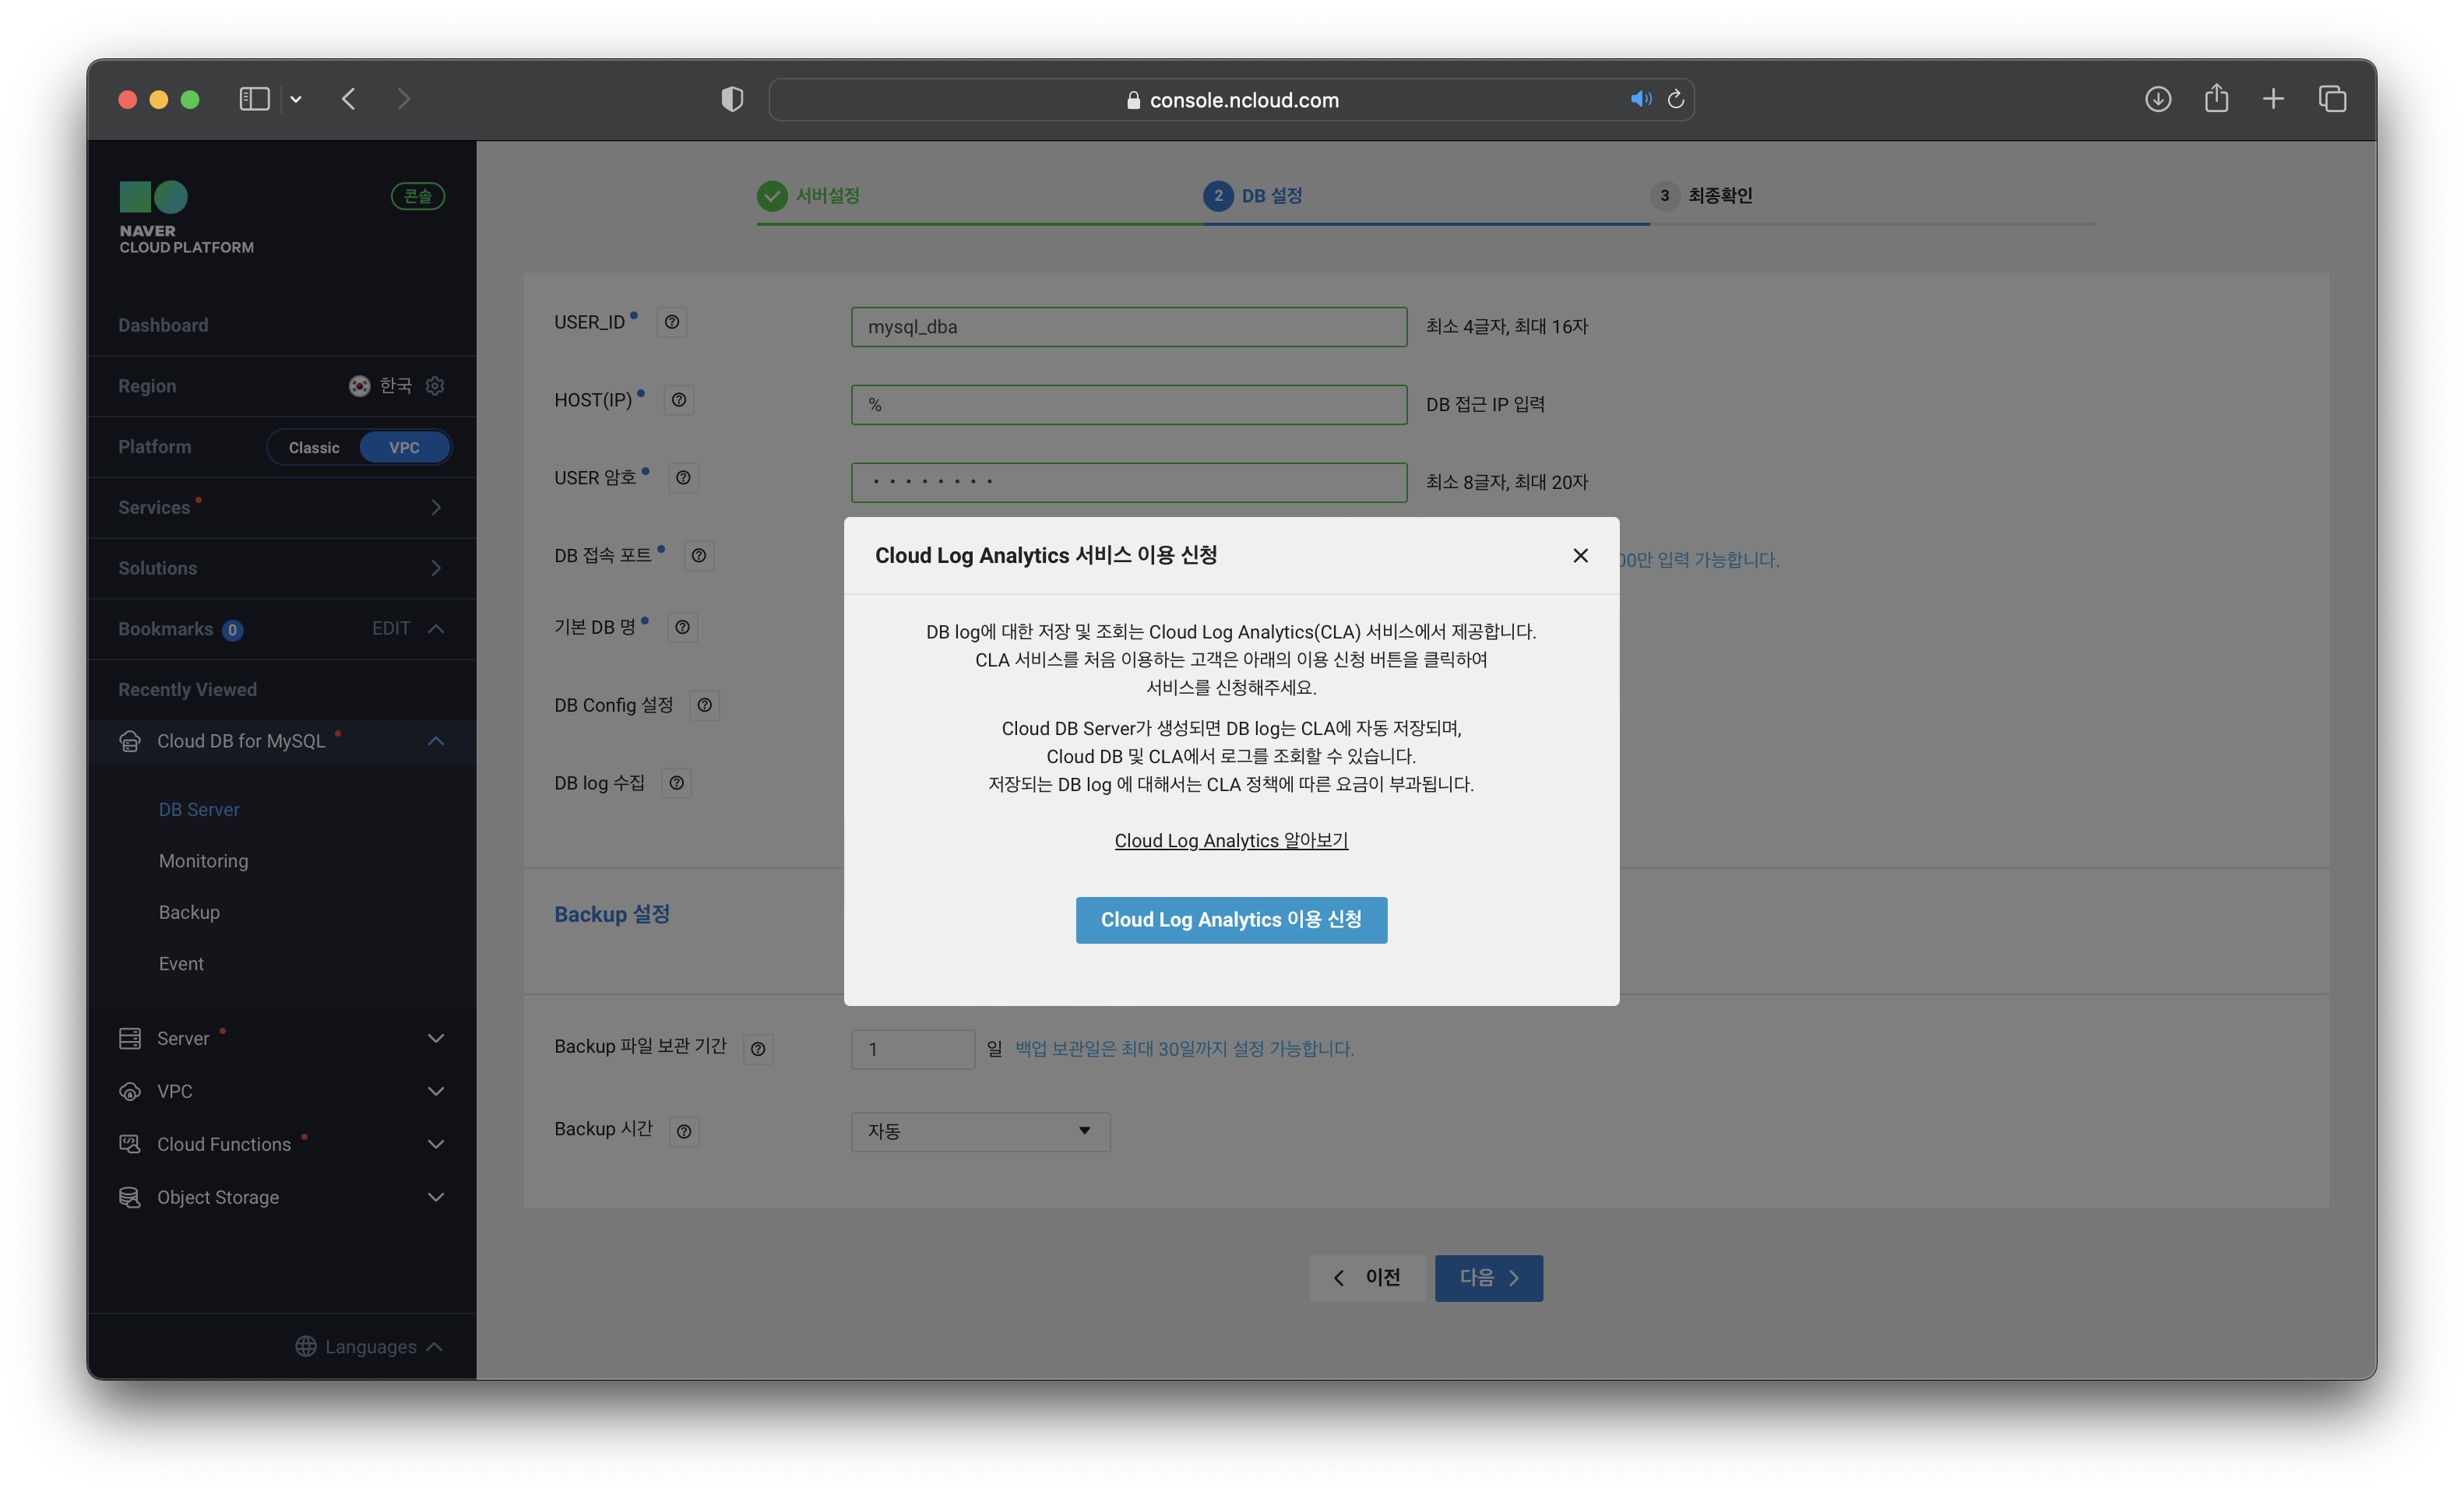 console.ncloud.com
NAVER
CLOUD PLATFORM
콘솔
Dashboard
Region 한국
Platform Classic VPC
Services
Solutions
Bookmarks 0 EDIT
Recently Viewed
Cloud DB for MySQL
DB Server
Monitoring
Backup
Event
Server
VPC
Cloud Functions
Object Storage
Languages
서버설정
2 DB 설정
3 최종확인
USER_ID mysql_dba 최소 4글자, 최대 16자
HOST(IP) % DB 접근 IP 입력
USER 암호 최소 8글자, 최대 20자
DB 접속 포트 00만 입력 가능합니다.
기본 DB 명
DB Config 설정
DB log 수집
Cloud Log Analytics 서비스 이용 신청
DB log에 대한 저장 및 조회는 Cloud Log Analytics(CLA) 서비스에서 제공합니다.
CLA 서비스를 처음 이용하는 고객은 아래의 이용 신청 버튼을 클릭하여
서비스를 신청해주세요.
Cloud DB Server가 생성되면 DB log는 CLA에 자동 저장되며,
Cloud DB 및 CLA에서 로그를 조회할 수 있습니다.
저장되는 DB log 에 대해서는 CLA 정책에 따른 요금이 부과됩니다.
Cloud Log Analytics 알아보기
Cloud Log Analytics 이용 신청
Backup 설정
Backup 파일 보관 기간 1 일 백업 보관일은 최대 30일까지 설정 가능합니다.
Backup 시간 자동
이전 다음